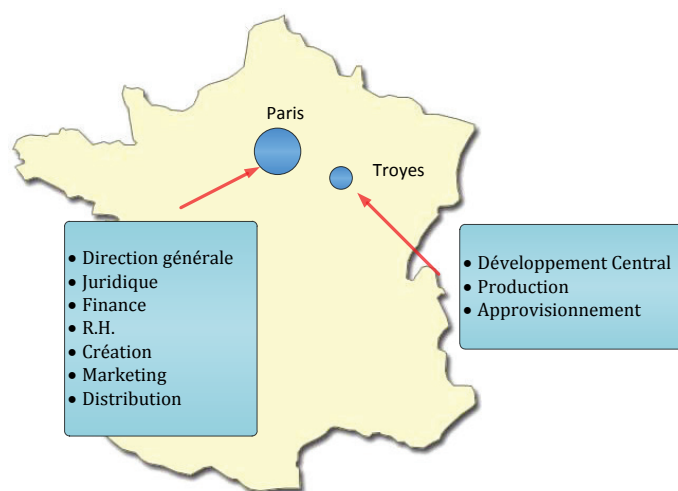 Paris
Troyes
• Direction générale
• Juridique
• Finance
• R.H.
• Création
• Marketing
• Distribution
• Développement Central
• Production
• Approvisionnement